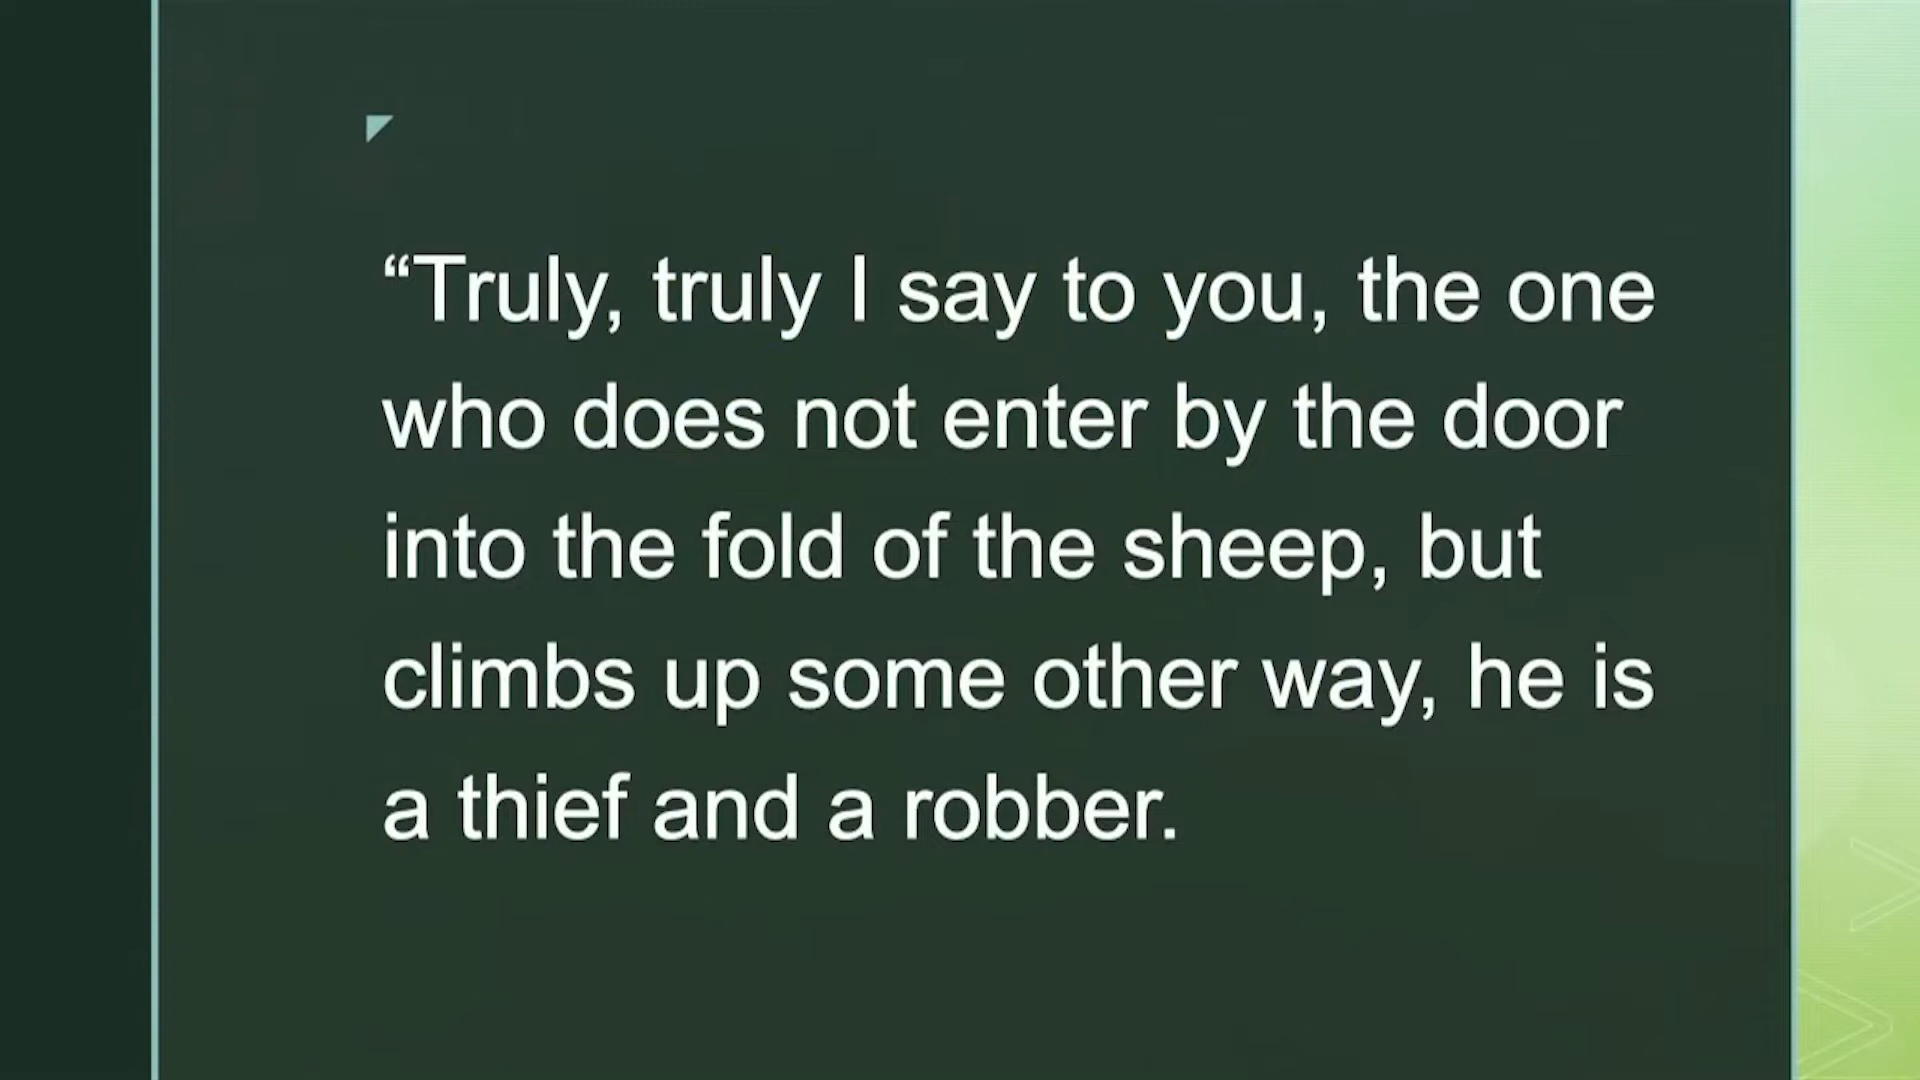 “Truly, truly I say to you, the one
who does not enter by the door
into the fold of the sheep, but
climbs up some other way, he is
a thief and a robber.